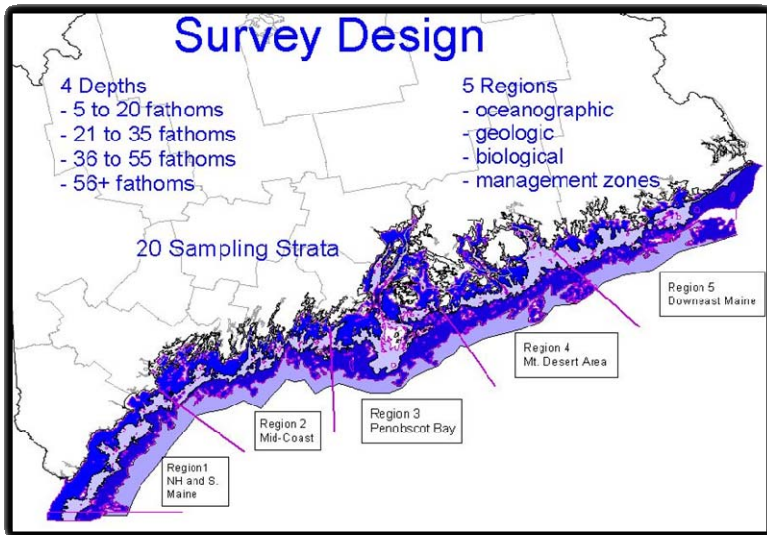 Survey Design
4 Depths
- 5 to 20 fathoms
- 21 to 35 fathoms
- 36 to 55 fathoms
- 56+ fathoms
5 Regions
- oceanographic
- geologic
- biological
- management zones
20 Sampling Strata
Region 5
Downeast Maine
Region 4
Mt. Desert Area
Region 3
Penobscot Bay
Region 2
Mid-Coast
Region1
NH and S.
Maine